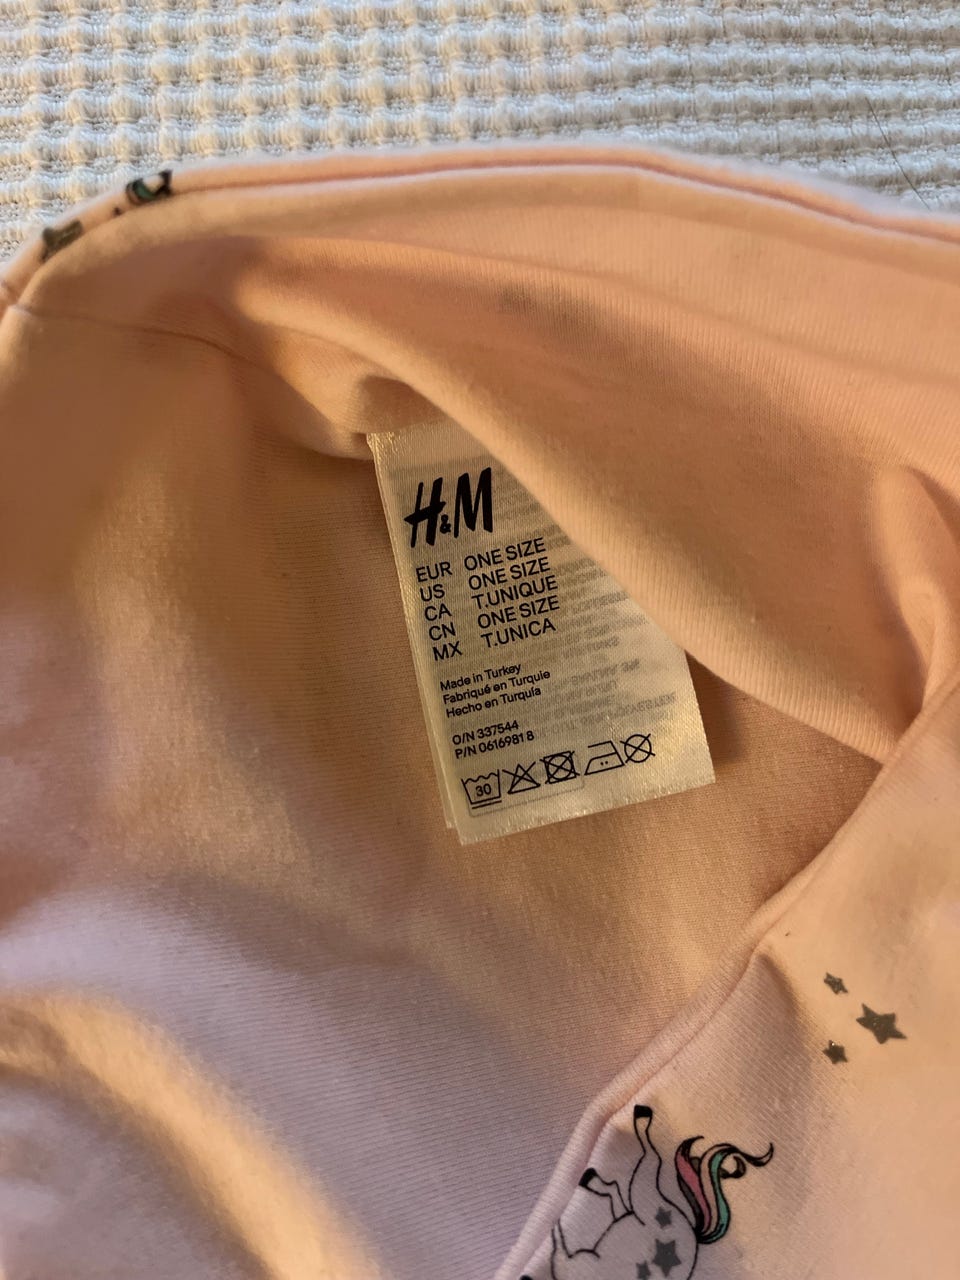 H&M
EUR ONE SIZE
US ONE SIZE
CA T.UNIQUE
CN ONE SIZE
MX T.UNICA
Made in Turkey
Fabriqué en Turquie
Hecho en Turquía
O/N 337544
P/N 0616981 8
30